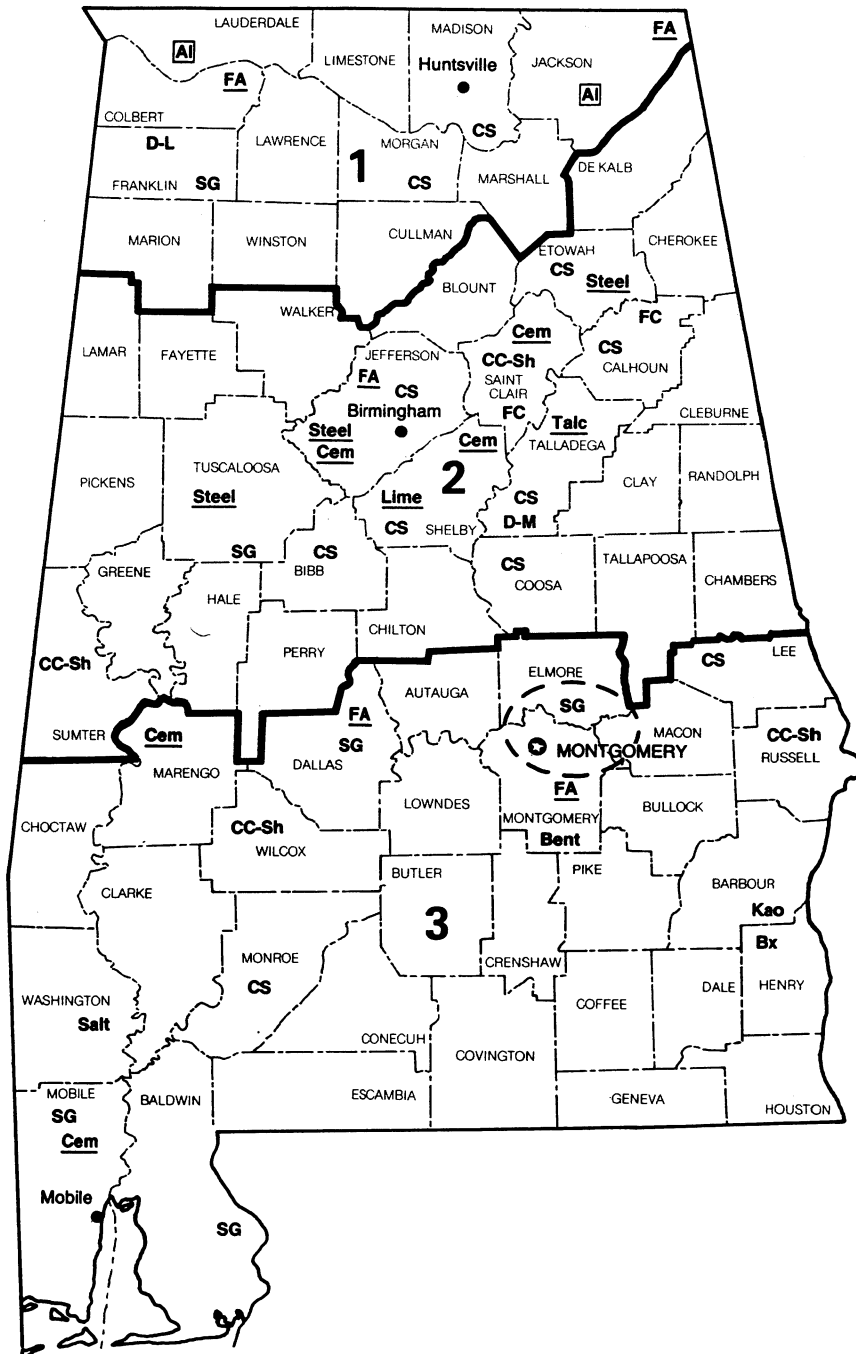 LAUDERDALE
MADISON
FA
AI
LIMESTONE
Huntsville
JACKSON
FA
AI
COLBERT
CS
D-L
LAWRENCE
MORGAN
1
FRANKLIN
SG
CS
MARSHALL
DE KALB
MARION
WINSTON
CULLMAN
CHEROKEE
ETOWAH
CS
Steel
BLOUNT
WALKER
FC
Cem
LAMAR
FAYETTE
JEFFERSON
CC-Sh
CS
CALHOUN
FA
CS
SAINT
CLAIR
Birmingham
FC
CLEBURNE
Steel
Cem
Cem
Talc
TALLADEGA
TUSCALOOSA
2
PICKENS
CLAY
RANDOLPH
Steel
Lime
CS
CS
SHELBY
D-M
SG
CS
BIBB
CS
TALLAPOOSA
GREENE
COOSA
CHAMBERS
HALE
CHILTON
PERRY
CC-Sh
LEE
CS
ELMORE
AUTAUGA
SG
FA
SUMTER
Cem
SG
MACON
CC-Sh
MONTGOMERY
RUSSELL
DALLAS
MARENGO
FA
LOWNDES
BULLOCK
CHOCTAW
CC-Sh
MONTGOMERY
Bent
WILCOX
BUTLER
PIKE
CLARKE
BARBOUR
3
Kao
MONROE
Bx
CRENSHAW
CS
DALE
HENRY
WASHINGTON
COFFEE
Salt
CONECUH
COVINGTON
MOBILE
BALDWIN
ESCAMBIA
GENEVA
HOUSTON
SG
Cem
Mobile
SG